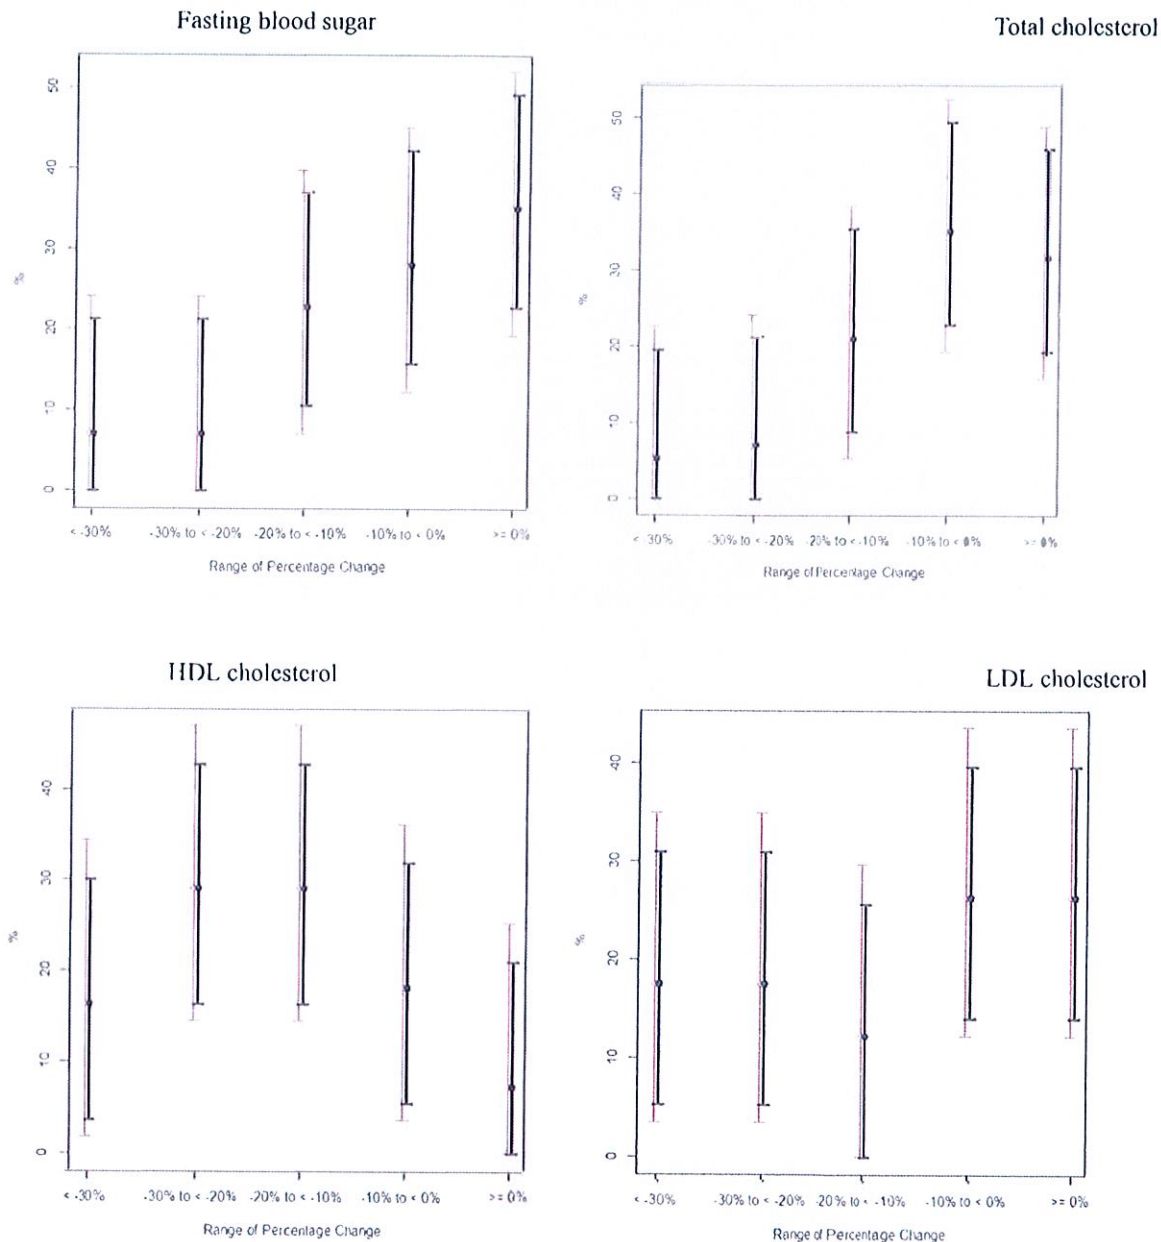 Fasting blood sugar
Total cholesterol
50
40
30
20
10
0
%
< -30% -30% to < -20% -20% to < -10% -10% to < 0% >= 0%
Range of Percentage Change
50
40
30
20
10
0
%
< -30% -30% to < -20% -20% to < -10% -10% to < 0% >= 0%
Range of Percentage Change
HDL cholesterol
LDL cholesterol
40
30
20
10
0
%
< -30% -30% to < -20% -20% to < -10% -10% to < 0% >= 0%
Range of Percentage Change
40
30
20
10
0
%
< -30% -30% to < -20% -20% to < -10% -10% to < 0% >= 0%
Range of Percentage Change